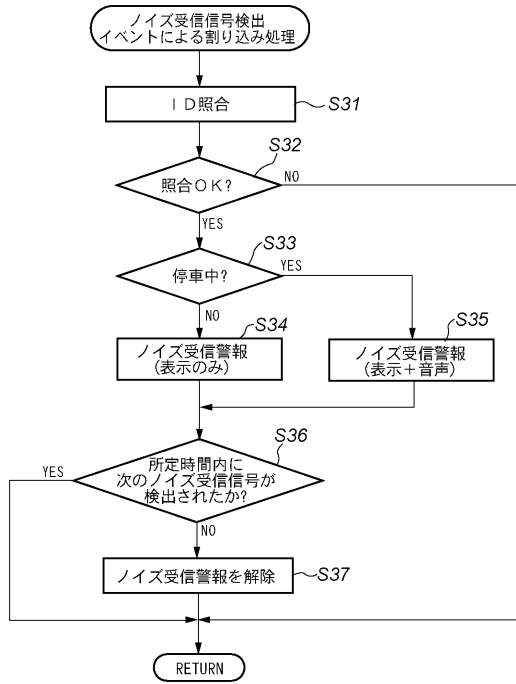 ノイズ受信信号検出
イベントによる割り込み処理
ＩＤ照合
S31
S32
照合ＯＫ?
NO
YES
S33
停車中?
YES
NO
S34
S35
ノイズ受信警報
(表示のみ)
ノイズ受信警報
(表示＋音声)
S36
所定時間内に
次のノイズ受信信号が
検出されたか?
YES
NO
ノイズ受信警報を解除
S37
RETURN